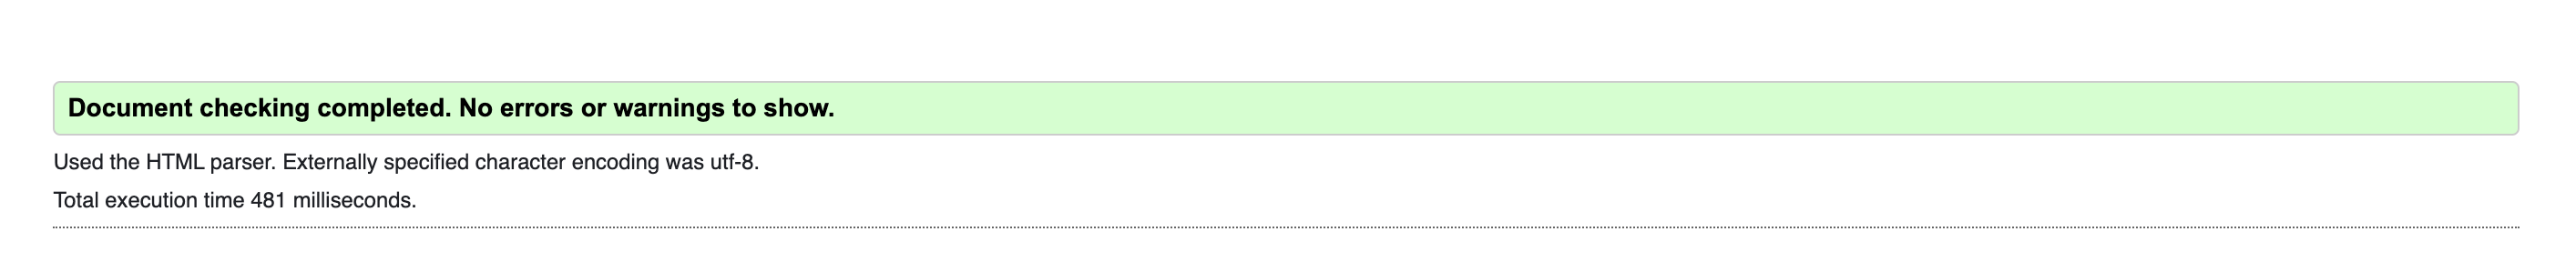 Document checking completed. No errors or warnings to show.
Used the HTML parser. Externally specified character encoding was utf-8.
Total execution time 481 milliseconds.